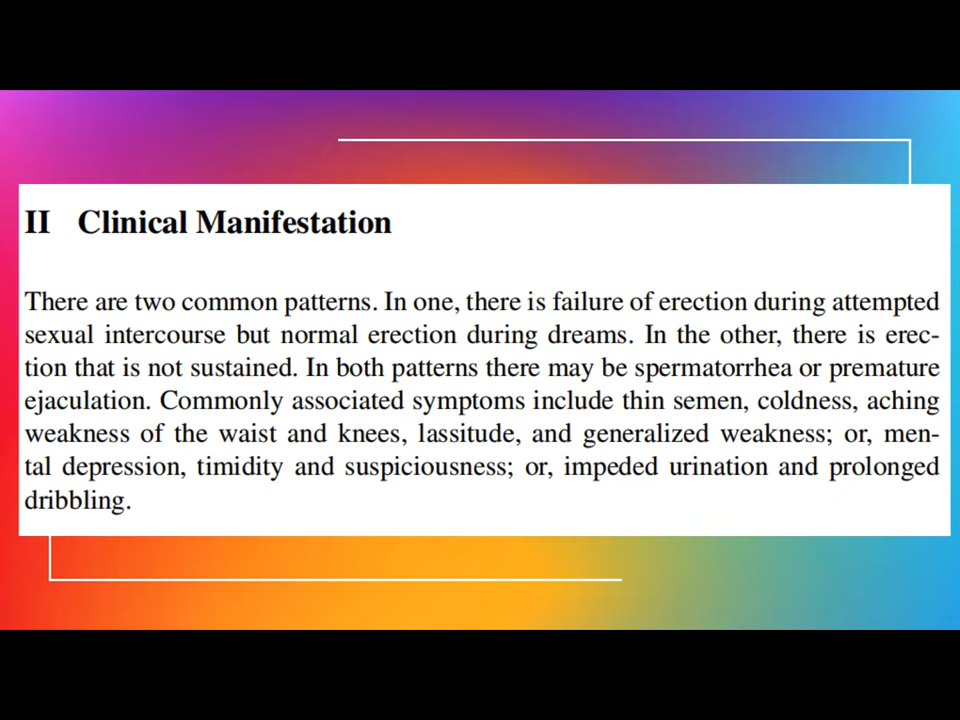 II Clinical Manifestation
There are two common patterns. In one, there is failure of erection during attempted
sexual intercourse but normal erection during dreams. In the other, there is erec-
tion that is not sustained. In both patterns there may be spermatorrhea or premature
ejaculation. Commonly associated symptoms include thin semen, coldness, aching
weakness of the waist and knees, lassitude, and generalized weakness; or, men-
tal depression, timidity and suspiciousness; or, impeded urination and prolonged
dribbling.